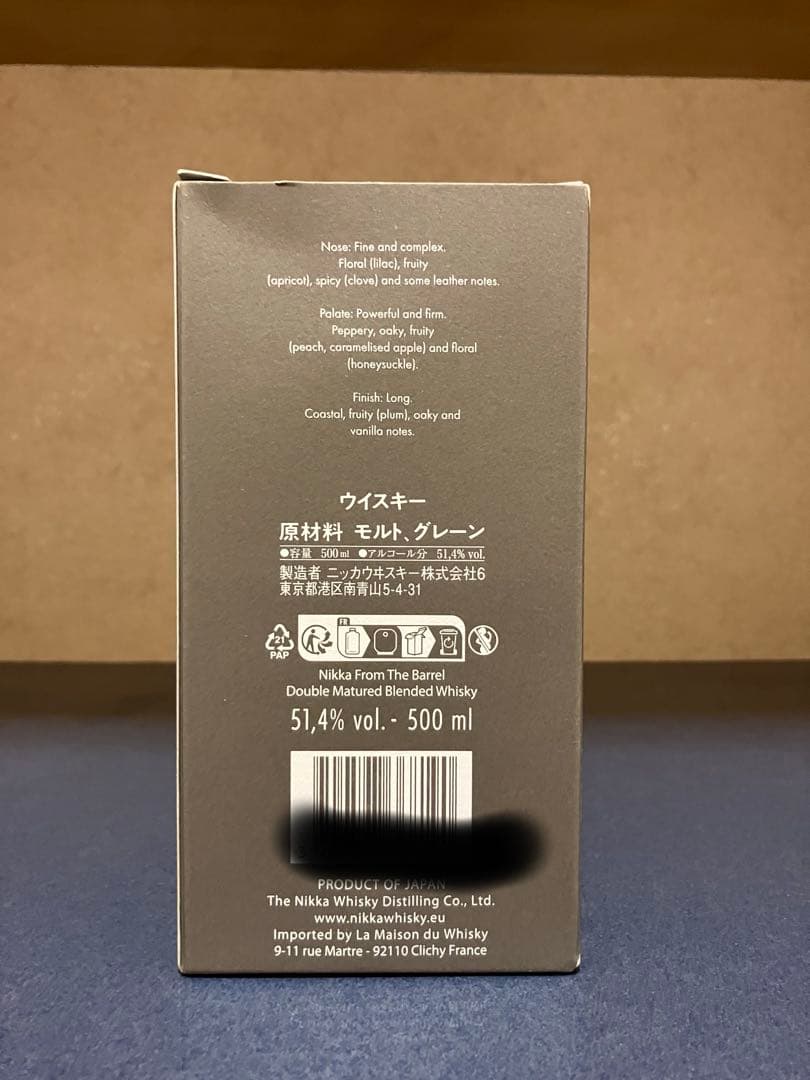 Nose: Fine and complex.
Floral (lilac), fruity
(apricot), spicy (clove) and some leather notes.
Palate: Powerful and firm.
Peppery, oaky, fruity
(peach, caramelised apple) and floral
(honeysuckle).
Finish: Long.
Coastal, fruity (plum), oaky and
vanilla notes.
ウイスキー
原材料 モルト、グレーン
●容量 500ml ●アルコール分 51,4% vol.
製造者 ニッカウヰスキー株式会社6
東京都港区南青山5-4-31
FR
21
PAP
Nikka From The Barrel
Double Matured Blended Whisky
51,4% vol. - 500 ml
PRODUCT OF JAPAN
The Nikka Whisky Distilling Co., Ltd.
www.nikkawhisky.eu
Imported by La Maison du Whisky
9-11 rue Martre - 92110 Clichy France